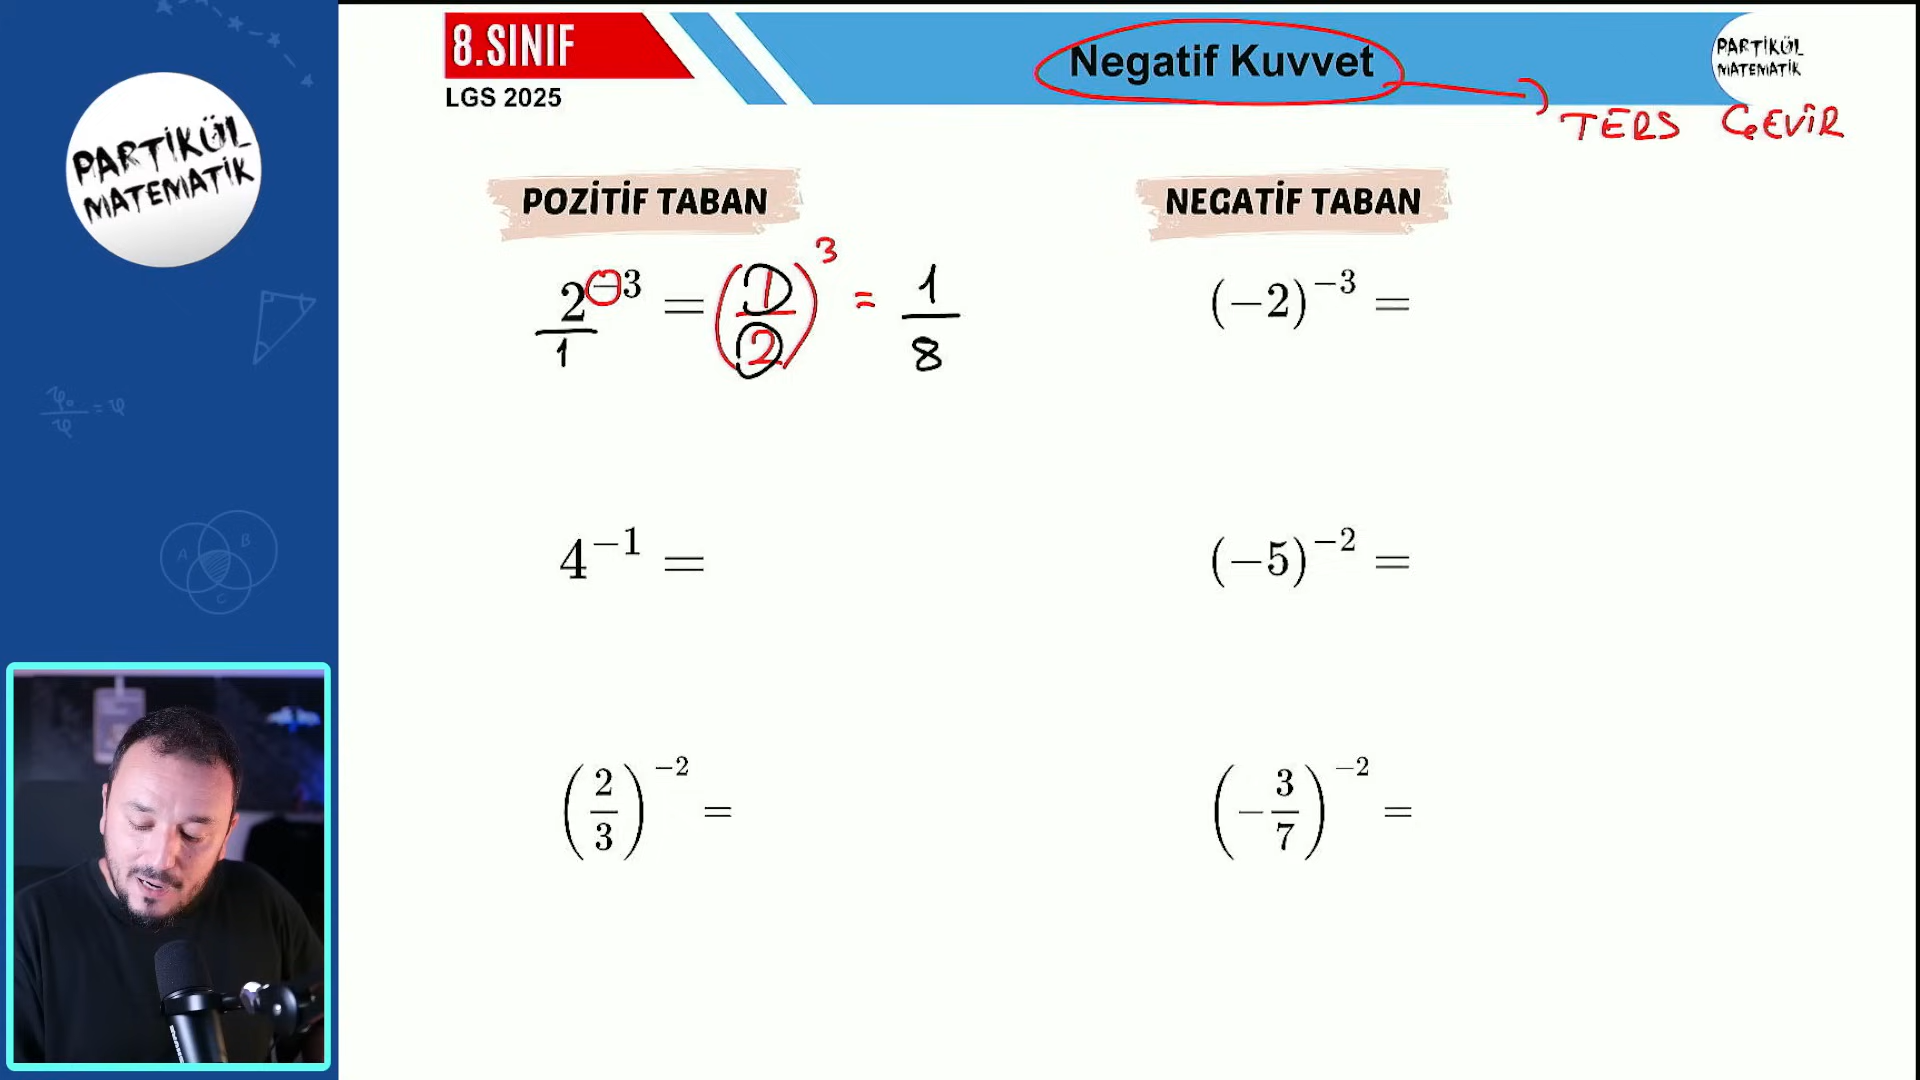 PARTİKÜL
MATEMATİK
8.SINIF
LGS 2025
Negatif Kuvvet
PARTİKÜL
MATEMATİK
TERS ÇEVİR
POZİTİF TABAN
2^{-3}/1 = (1/2)^3 = 1/8
4^{-1} =
(2/3)^{-2} =
NEGATİF TABAN
(-2)^{-3} =
(-5)^{-2} =
(-3/7)^{-2} =
A B
C